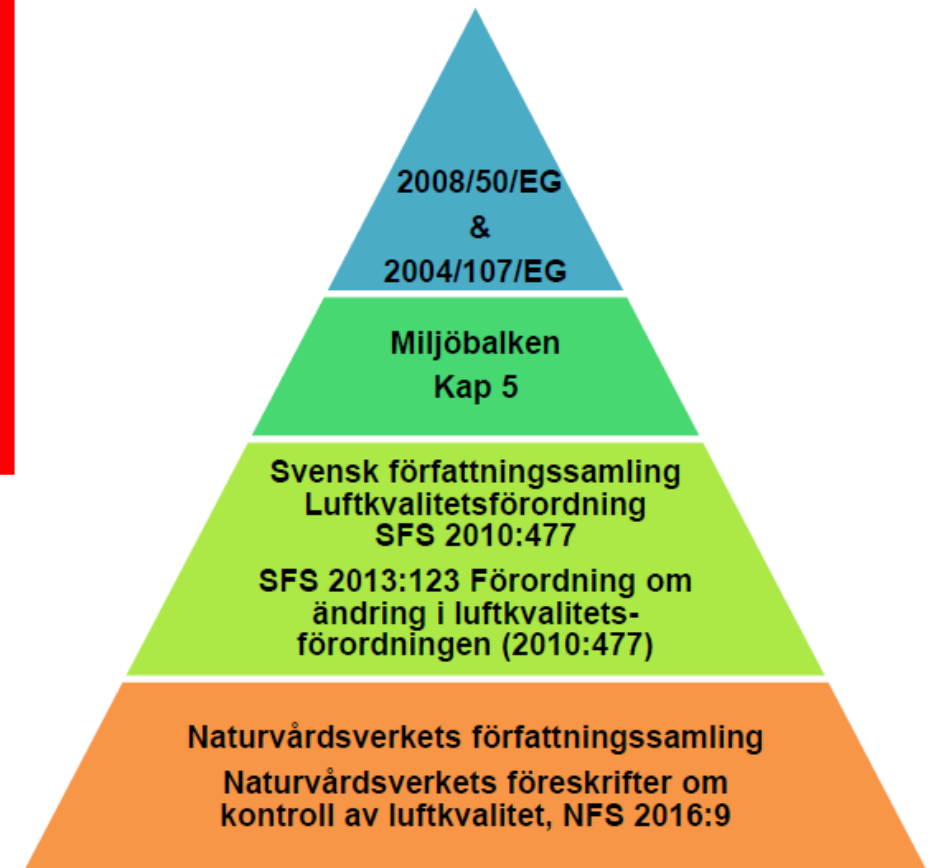 2008/50/EG
&
2004/107/EG
Miljöbalken
Kap 5
Svensk författningssamling
Luftkvalitetsförordning
SFS 2010:477
SFS 2013:123 Förordning om
ändring i luftkvalitets-
förordningen (2010:477)
Naturvårdsverkets författningssamling
Naturvårdsverkets föreskrifter om
kontroll av luftkvalitet, NFS 2016:9